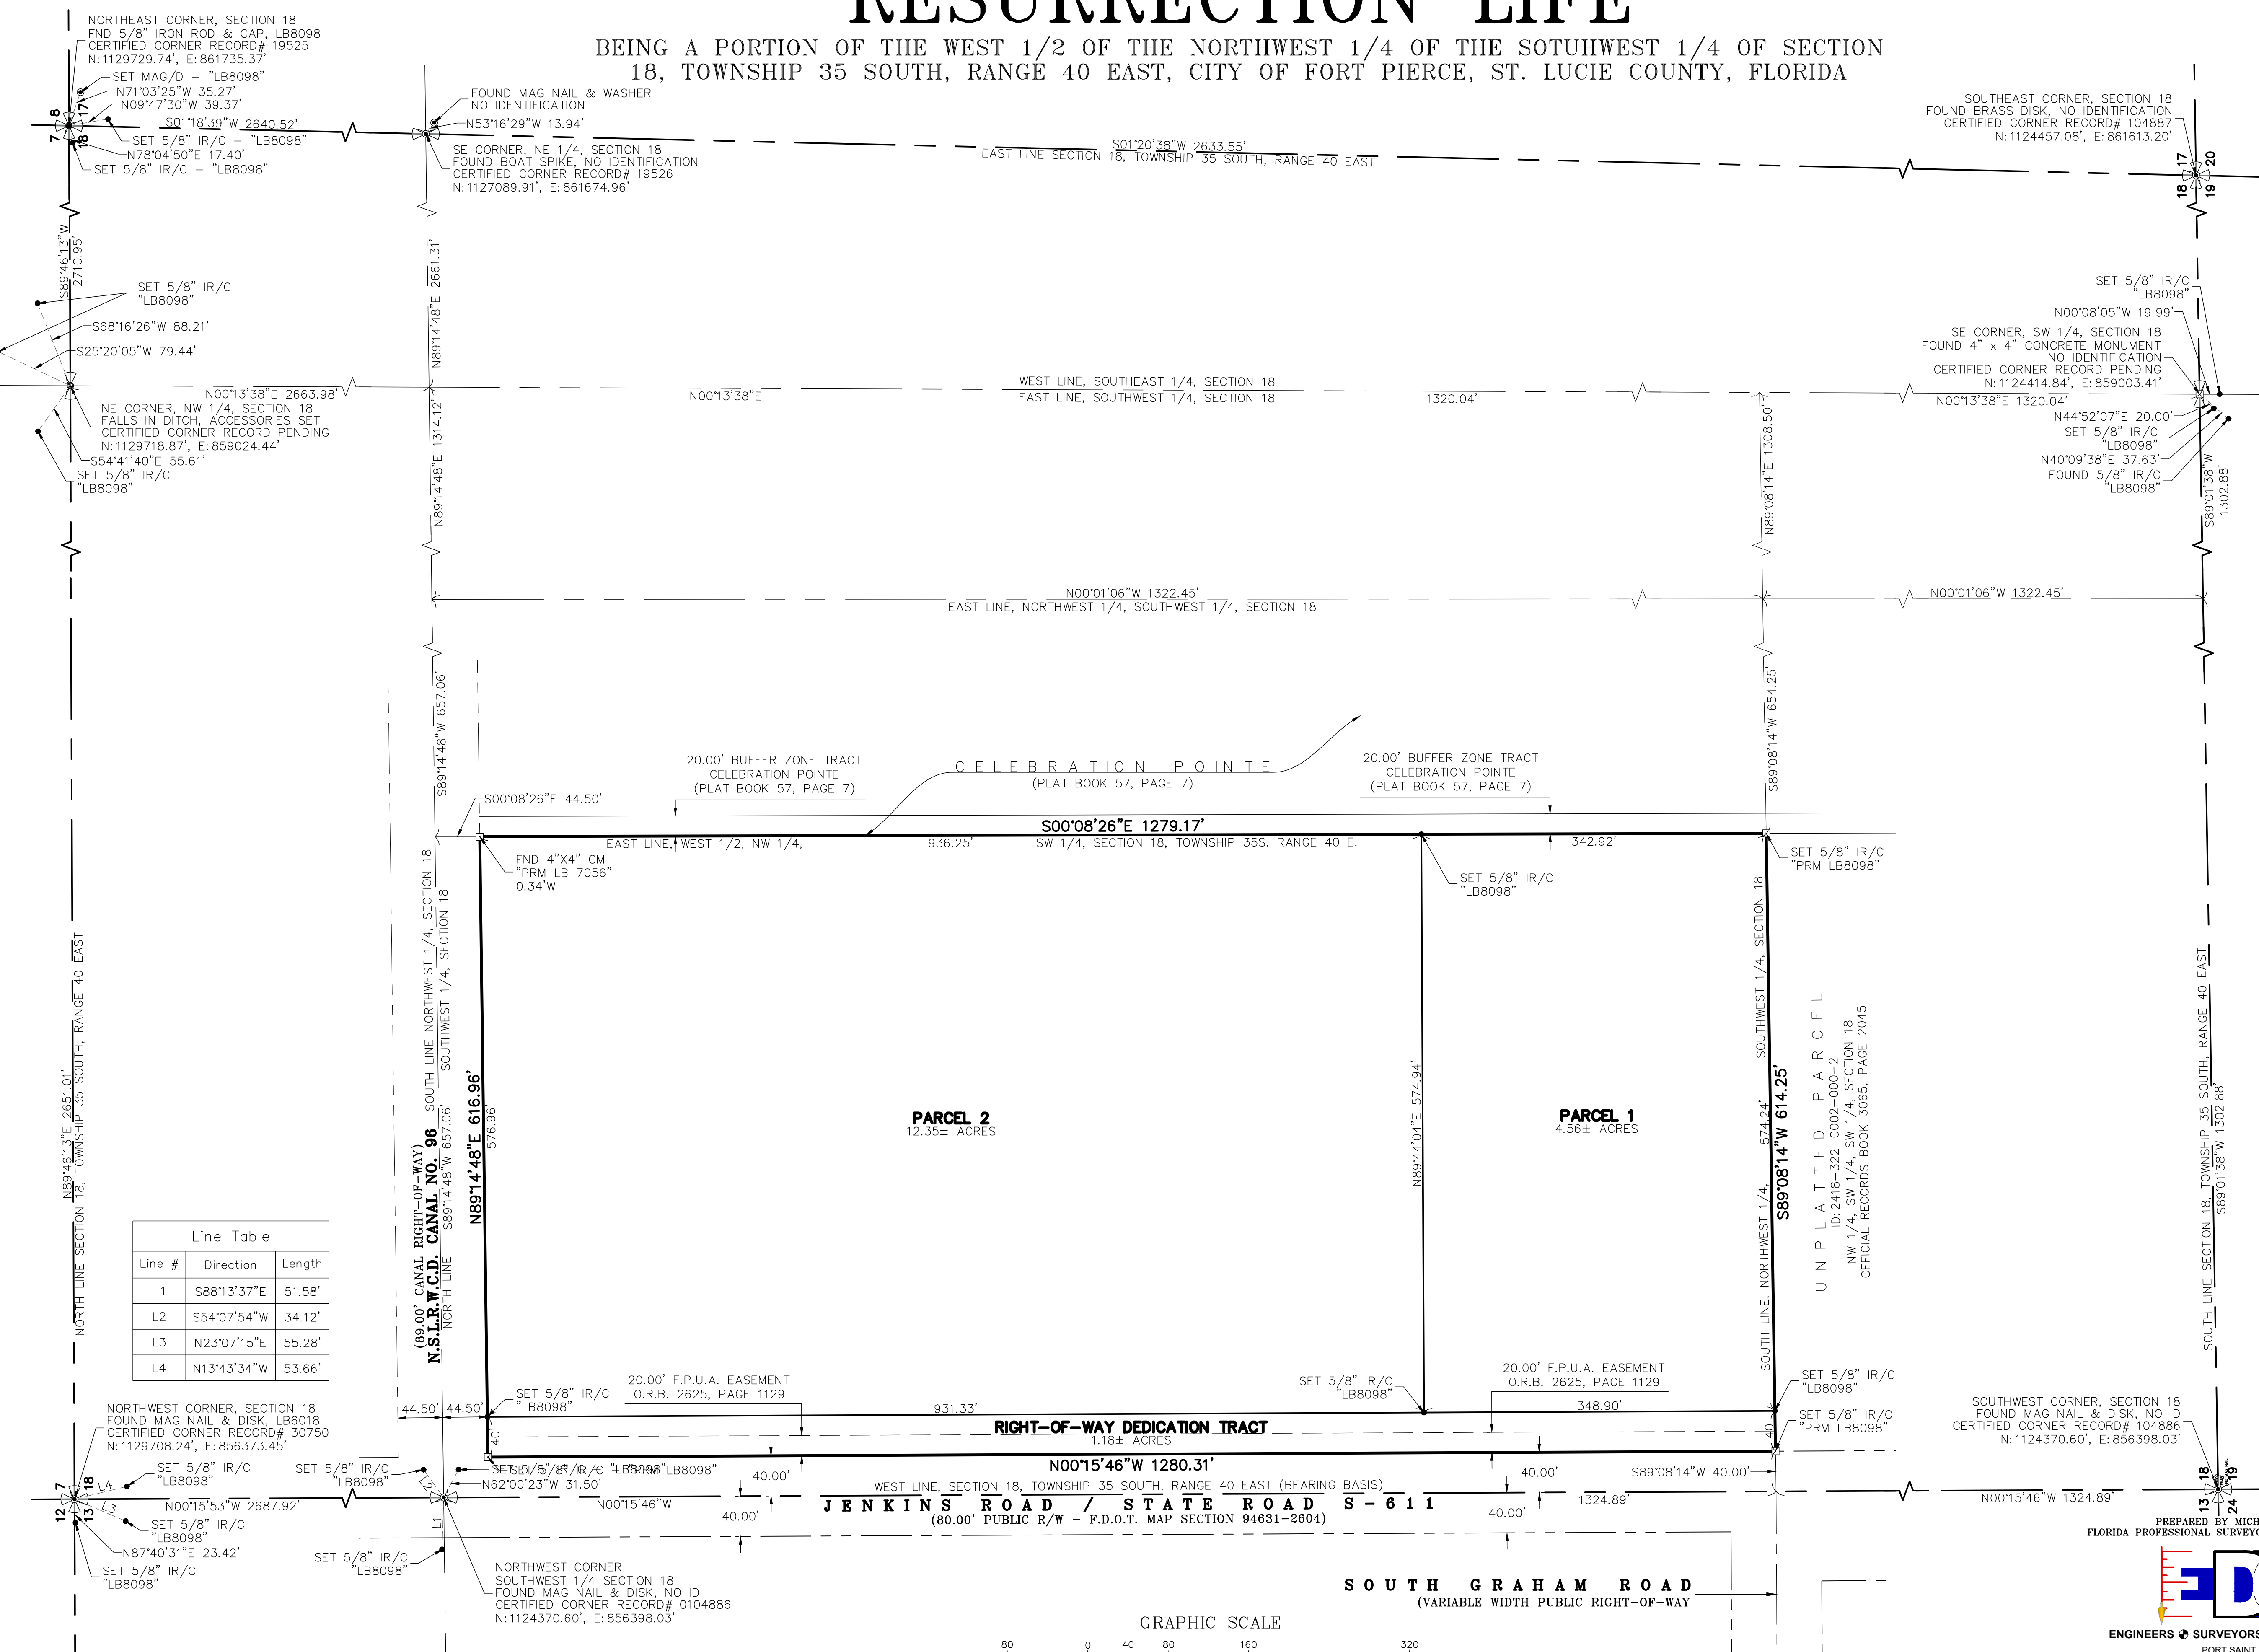 RESURRECTION LIFE
BEING A PORTION OF THE WEST 1/2 OF THE NORTHWEST 1/4 OF THE SOTUHWEST 1/4 OF SECTION
18, TOWNSHIP 35 SOUTH, RANGE 40 EAST, CITY OF FORT PIERCE, ST. LUCIE COUNTY, FLORIDA
NORTHEAST CORNER, SECTION 18
FND 5/8" IRON ROD & CAP, LB8098
CERTIFIED CORNER RECORD# 19525
N:1129729.74', E:861735.37'
SET MAG/D - "LB8098"
N71°03'25"W 35.27'
N09°47'30"W 39.37'
S01°18'39"W 2640.52'
8
17
7
18
SET 5/8" IR/C - "LB8098"
N78°04'50"E 17.40'
SET 5/8" IR/C - "LB8098"
FOUND MAG NAIL & WASHER
NO IDENTIFICATION
N53°16'29"W 13.94'
SE CORNER, NE 1/4, SECTION 18
FOUND BOAT SPIKE, NO IDENTIFICATION
CERTIFIED CORNER RECORD# 19526
N:1127089.91', E:861674.96'
S01°20'38"W 2633.55'
EAST LINE SECTION 18, TOWNSHIP 35 SOUTH, RANGE 40 EAST
SOUTHEAST CORNER, SECTION 18
FOUND BRASS DISK, NO IDENTIFICATION
CERTIFIED CORNER RECORD# 104887
N:1124457.08', E:861613.20'
17
20
18
19
S89°46'13"W
2710.95'
SET 5/8" IR/C
"LB8098"
S68°16'26"W 88.21'
S25°20'05"W 79.44'
N00°13'38"E 2663.98'
NE CORNER, NW 1/4, SECTION 18
FALLS IN DITCH, ACCESSORIES SET
CERTIFIED CORNER RECORD PENDING
N:1129718.87', E:859024.44'
S54°41'40"E 55.61'
SET 5/8" IR/C
"LB8098"
N89°14'48"E 2661.31'
N89°14'48"E 1314.12'
N00°13'38"E
WEST LINE, SOUTHEAST 1/4, SECTION 18
EAST LINE, SOUTHWEST 1/4, SECTION 18
1320.04'
N89°08'14"E 1308.50'
SET 5/8" IR/C
"LB8098"
N00°08'05"W 19.99'
SE CORNER, SW 1/4, SECTION 18
FOUND 4" x 4" CONCRETE MONUMENT
NO IDENTIFICATION
CERTIFIED CORNER RECORD PENDING
N:1124414.84', E:859003.41'
N00°13'38"E 1320.04'
N44°52'07"E 20.00'
SET 5/8" IR/C
"LB8098"
N40°09'38"E 37.63'
FOUND 5/8" IR/C
"LB8098"
S89°01'38"W
1302.88'
N00°01'06"W 1322.45'
EAST LINE, NORTHWEST 1/4, SOUTHWEST 1/4, SECTION 18
N00°01'06"W 1322.45'
S89°14'48"W 657.06'
S89°08'14"W 654.25'
20.00' BUFFER ZONE TRACT
CELEBRATION POINTE
(PLAT BOOK 57, PAGE 7)
CELEBRATION POINTE
(PLAT BOOK 57, PAGE 7)
20.00' BUFFER ZONE TRACT
CELEBRATION POINTE
(PLAT BOOK 57, PAGE 7)
S00°08'26"E 44.50'
S00°08'26"E 1279.17'
EAST LINE, WEST 1/2, NW 1/4,
936.25'
SW 1/4, SECTION 18, TOWNSHIP 35S. RANGE 40 E.
342.92'
FND 4"X4" CM
"PRM LB 7056"
0.34'W
SET 5/8" IR/C
"LB8098"
SET 5/8" IR/C
"PRM LB8098"
NORTH LINE SECTION 18, TOWNSHIP 35 SOUTH, RANGE 40 EAST
N89°46'13"E 2651.01'
(89.00' CANAL RIGHT-OF-WAY)
N.S.L.R.W.C.D. CANAL NO. 96
SOUTH LINE NORTHWEST 1/4, SECTION 18
NORTH LINE
S89°14'48"W 657.06'
SOUTHWEST 1/4, SECTION 18
N89°14'48"E 616.96'
576.96'
PARCEL 2
12.35± ACRES
N89°44'04"E 574.94'
PARCEL 1
4.56± ACRES
SOUTH LINE, NORTHWEST 1/4,
574.24'
SOUTHWEST 1/4, SECTION 18
S89°08'14"W 614.25'
UNPLATTED PARCEL
ID:2418-322-0002-000-2
NW 1/4, SW 1/4, SECTION 18
OFFICIAL RECORDS BOOK 3065, PAGE 2045
SOUTH LINE SECTION 18, TOWNSHIP 35 SOUTH, RANGE 40 EAST
S89°01'38"W 1302.88'
Line Table
Line # Direction Length
L1 S88°13'37"E 51.58'
L2 S54°07'54"W 34.12'
L3 N23°07'15"E 55.28'
L4 N13°43'34"W 53.66'
NORTHWEST CORNER, SECTION 18
FOUND MAG NAIL & DISK, LB6018
CERTIFIED CORNER RECORD# 30750
N:1129708.24', E:856373.45'
44.50'
44.50'
SET 5/8" IR/C
"LB8098"
20.00' F.P.U.A. EASEMENT
O.R.B. 2625, PAGE 1129
931.33'
SET 5/8" IR/C
"LB8098"
20.00' F.P.U.A. EASEMENT
O.R.B. 2625, PAGE 1129
348.90'
SET 5/8" IR/C
"LB8098"
SET 5/8" IR/C
"PRM LB8098"
RIGHT-OF-WAY DEDICATION TRACT
1.18± ACRES
40'
40'
N00°15'46"W 1280.31'
7
18
12
13
L4
L3
SET 5/8" IR/C
"LB8098"
N00°15'53"W 2687.92'
SET 5/8" IR/C
"LB8098"
N87°40'31"E 23.42'
SET 5/8" IR/C
"LB8098"
SET 5/8" IR/C
"LB8098"
L2
N62°00'23"W 31.50'
L1
SET 5/8" IR/C
"LB8098"
N00°15'46"W
40.00'
40.00'
WEST LINE, SECTION 18, TOWNSHIP 35 SOUTH, RANGE 40 EAST (BEARING BASIS)
JENKINS ROAD / STATE ROAD S-611
(80.00' PUBLIC R/W - F.D.O.T. MAP SECTION 94631-2604)
40.00'
40.00'
S89°08'14"W 40.00'
1324.89'
N00°15'46"W 1324.89'
SOUTHWEST CORNER, SECTION 18
FOUND MAG NAIL & DISK, NO ID
CERTIFIED CORNER RECORD# 104886
N:1124370.60', E:856398.03'
18
19
13
24
NORTHWEST CORNER
SOUTHWEST 1/4 SECTION 18
FOUND MAG NAIL & DISK, NO ID
CERTIFIED CORNER RECORD# 0104886
N:1124370.60', E:856398.03'
SOUTH GRAHAM ROAD
(VARIABLE WIDTH PUBLIC RIGHT-OF-WAY
GRAPHIC SCALE
80 0 40 80 160 320
PREPARED BY MICH
FLORIDA PROFESSIONAL SURVEYO
ED
ENGINEERS SURVEYORS
PORT SAINT